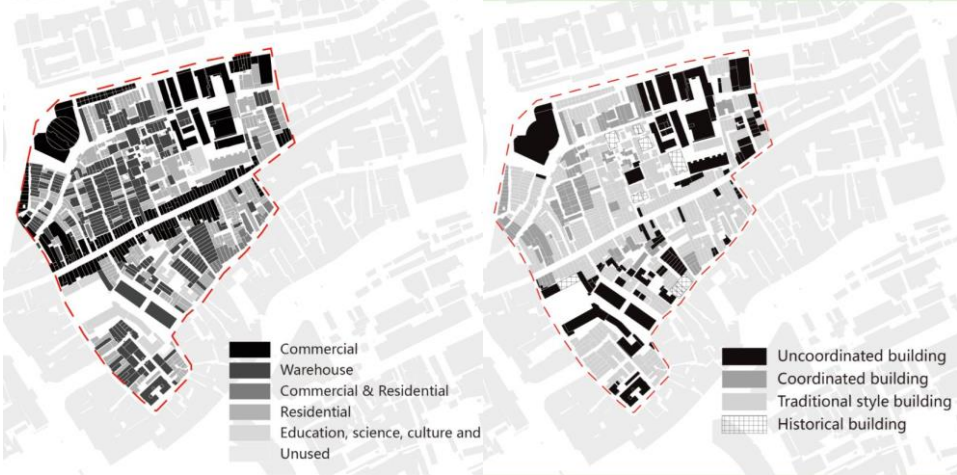 Commercial
Warehouse
Commercial & Residential
Residential
Education, science, culture and
Unused
Uncoordinated building
Coordinated building
Traditional style building
Historical building